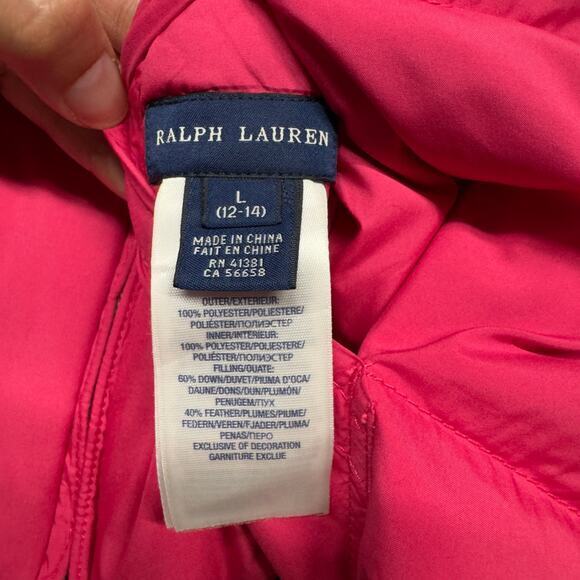 RALPH LAUREN
L
(12-14)
MADE IN CHINA
FAIT EN CHINE
RN 41381
CA 56658
OUTER/EXTERIEUR:
100% POLYESTER/POLIESTERE/
POLIÉSTER/ПОЛИЭСТЕР
INNER/INTERIEUR:
100% POLYESTER/POLIESTERE/
POLIÉSTER/ПОЛИЭСТЕР
FILLING/OUATE:
60% DOWN/DUVET/PIUMA D'OCA/
DAUNE/DONS/DUN/PLUMÓN/
PENUGEM/ПУХ
40% FEATHER/PLUMES/PIUME/
FEDERN/VEREN/FJADER/PLUMA/
PENAS/ПЕРО
EXCLUSIVE OF DECORATION
GARNITURE EXCLUE